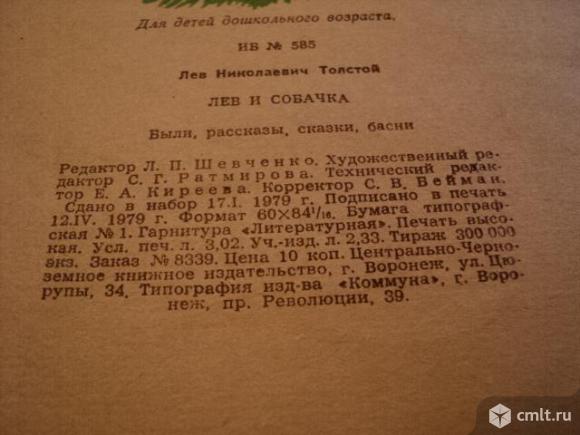 Для детей дошкольного возраста.
ИБ № 585
Лев Николаевич Толстой
ЛЕВ И СОБАЧКА
Были, рассказы, сказки, басни
Редактор Л. П. Шевченко. Художественный ре-
дактор С. Г. Ратмирова. Технический редак-
тор Е. А. Киреева. Корректор С. В. Бейман.
Сдано в набор 17.I. 1979 г. Подписано в печать
12.IV. 1979 г. Формат 60×84¹/₁₆. Бумага типограф-
ская № 1. Гарнитура «Литературная». Печать высо-
кая. Усл. печ. л. 3,02. Уч.-изд. л. 2,33. Тираж 300 000
экз. Заказ № 8339. Цена 10 коп. Центрально-Черно-
земное книжное издательство, г. Воронеж, ул. Цю-
рупы, 34. Типография изд-ва «Коммуна», г. Воро-
неж, пр. Революции, 39.
cmlt.ru